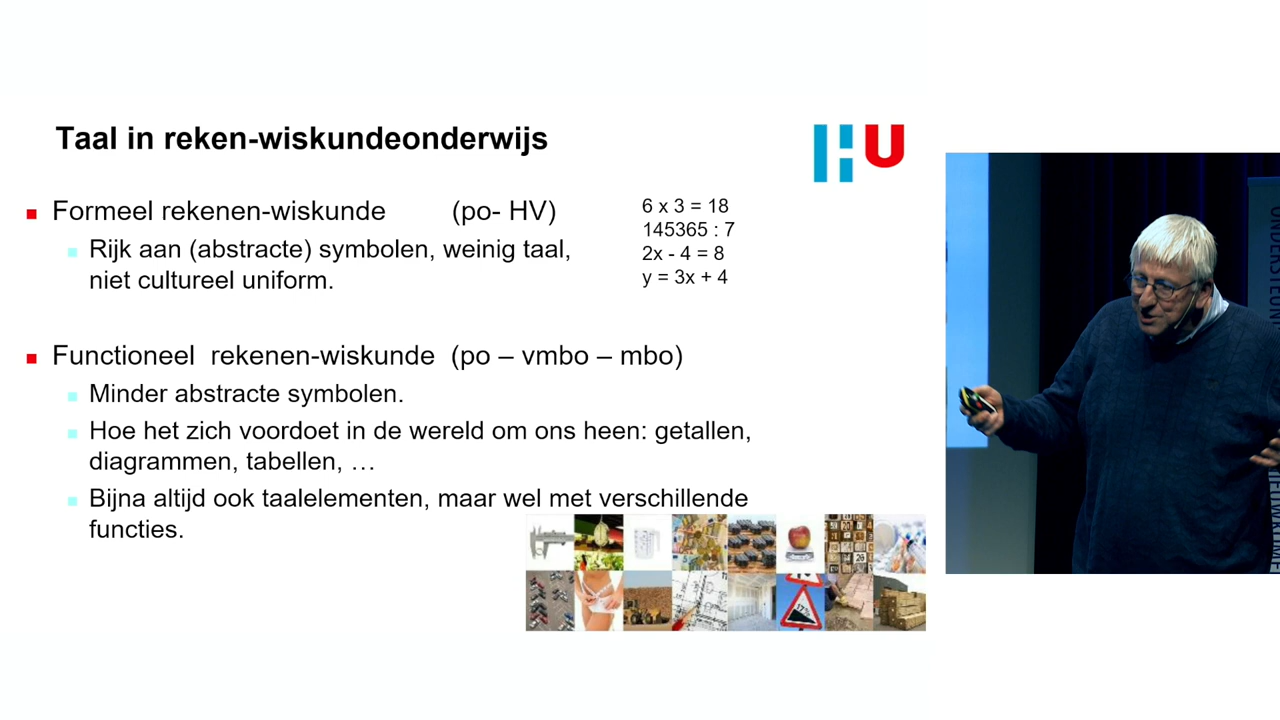 Taal in reken-wiskundeonderwijs
HU
Formeel rekenen-wiskunde (po- HV)
Rijk aan (abstracte) symbolen, weinig taal,
niet cultureel uniform.
6 x 3 = 18
145365 : 7
2x - 4 = 8
y = 3x + 4
Functioneel rekenen-wiskunde (po – vmbo – mbo)
Minder abstracte symbolen.
Hoe het zich voordoet in de wereld om ons heen: getallen,
diagrammen, tabellen, …
Bijna altijd ook taalelementen, maar wel met verschillende
functies.
17%